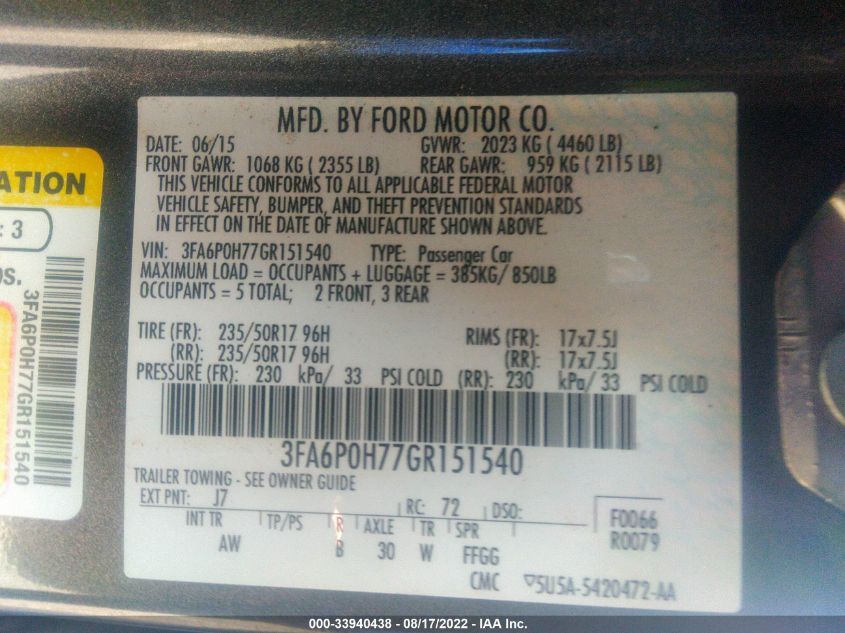 MFD. BY FORD MOTOR CO.
DATE: 06/15 GVWR: 2023 KG ( 4460 LB)
FRONT GAWR: 1068 KG ( 2355 LB) REAR GAWR: 959 KG ( 2115 LB)
THIS VEHICLE CONFORMS TO ALL APPLICABLE FEDERAL MOTOR
VEHICLE SAFETY, BUMPER, AND THEFT PREVENTION STANDARDS
IN EFFECT ON THE DATE OF MANUFACTURE SHOWN ABOVE.
VIN: 3FA6P0H77GR151540 TYPE: Passenger Car
MAXIMUM LOAD = OCCUPANTS + LUGGAGE = 385KG/ 850LB
OCCUPANTS = 5 TOTAL; 2 FRONT, 3 REAR
TIRE (FR): 235/50R17 96H RIMS (FR): 17x7.5J
(RR): 235/50R17 96H (RR): 17x7.5J
PRESSURE (FR): 230 kPa/ 33 PSI COLD (RR): 230 kPa/ 33 PSI COLD
3FA6P0H77GR151540
TRAILER TOWING - SEE OWNER GUIDE
EXT PNT: J7 RC: 72 DSO: F0066
INT TR TP/PS R AXLE TR SPR R0079
AW B 30 W FFGG
CMC ▽5U5A-5420472-AA
ATION
: 3
os.
3FA6P0H77GR151540
000-33940438 - 08/17/2022 - IAA Inc.